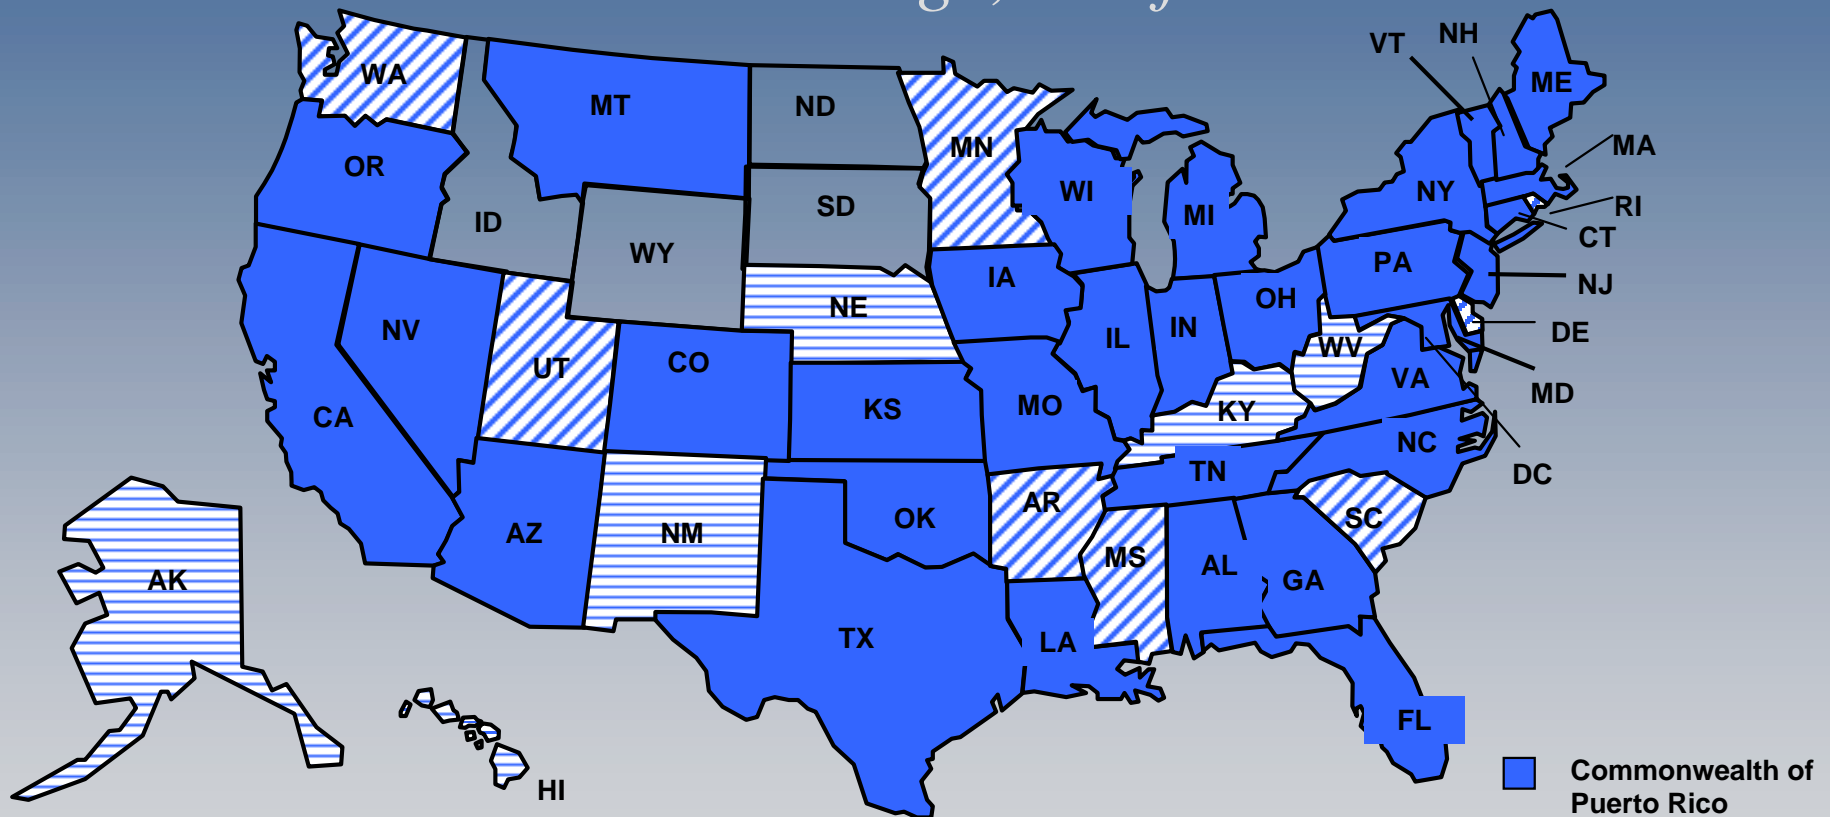 VT
NH
WA
MT
ND
ME
MN
MA
OR
WI
NY
MI
SD
RI
ID
CT
WY
PA
IA
NJ
NE
OH
NV
IL
IN
DE
WV
CO
UT
VA
MD
KS
MO
KY
CA
NC
TN
DC
AR
SC
OK
AZ
NM
MS
AL
AK
GA
TX
LA
FL
HI
Commonwealth of
Puerto Rico